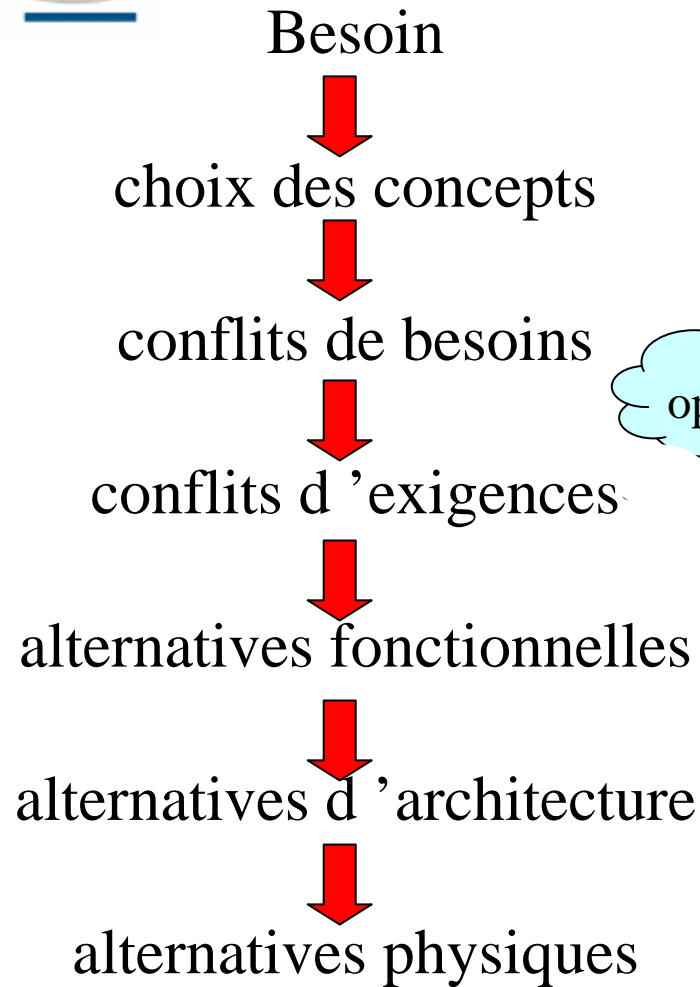 Besoin
choix des concepts
conflits de besoins
conflits d ’exigences
alternatives fonctionnelles
alternatives d ’architecture
alternatives physiques